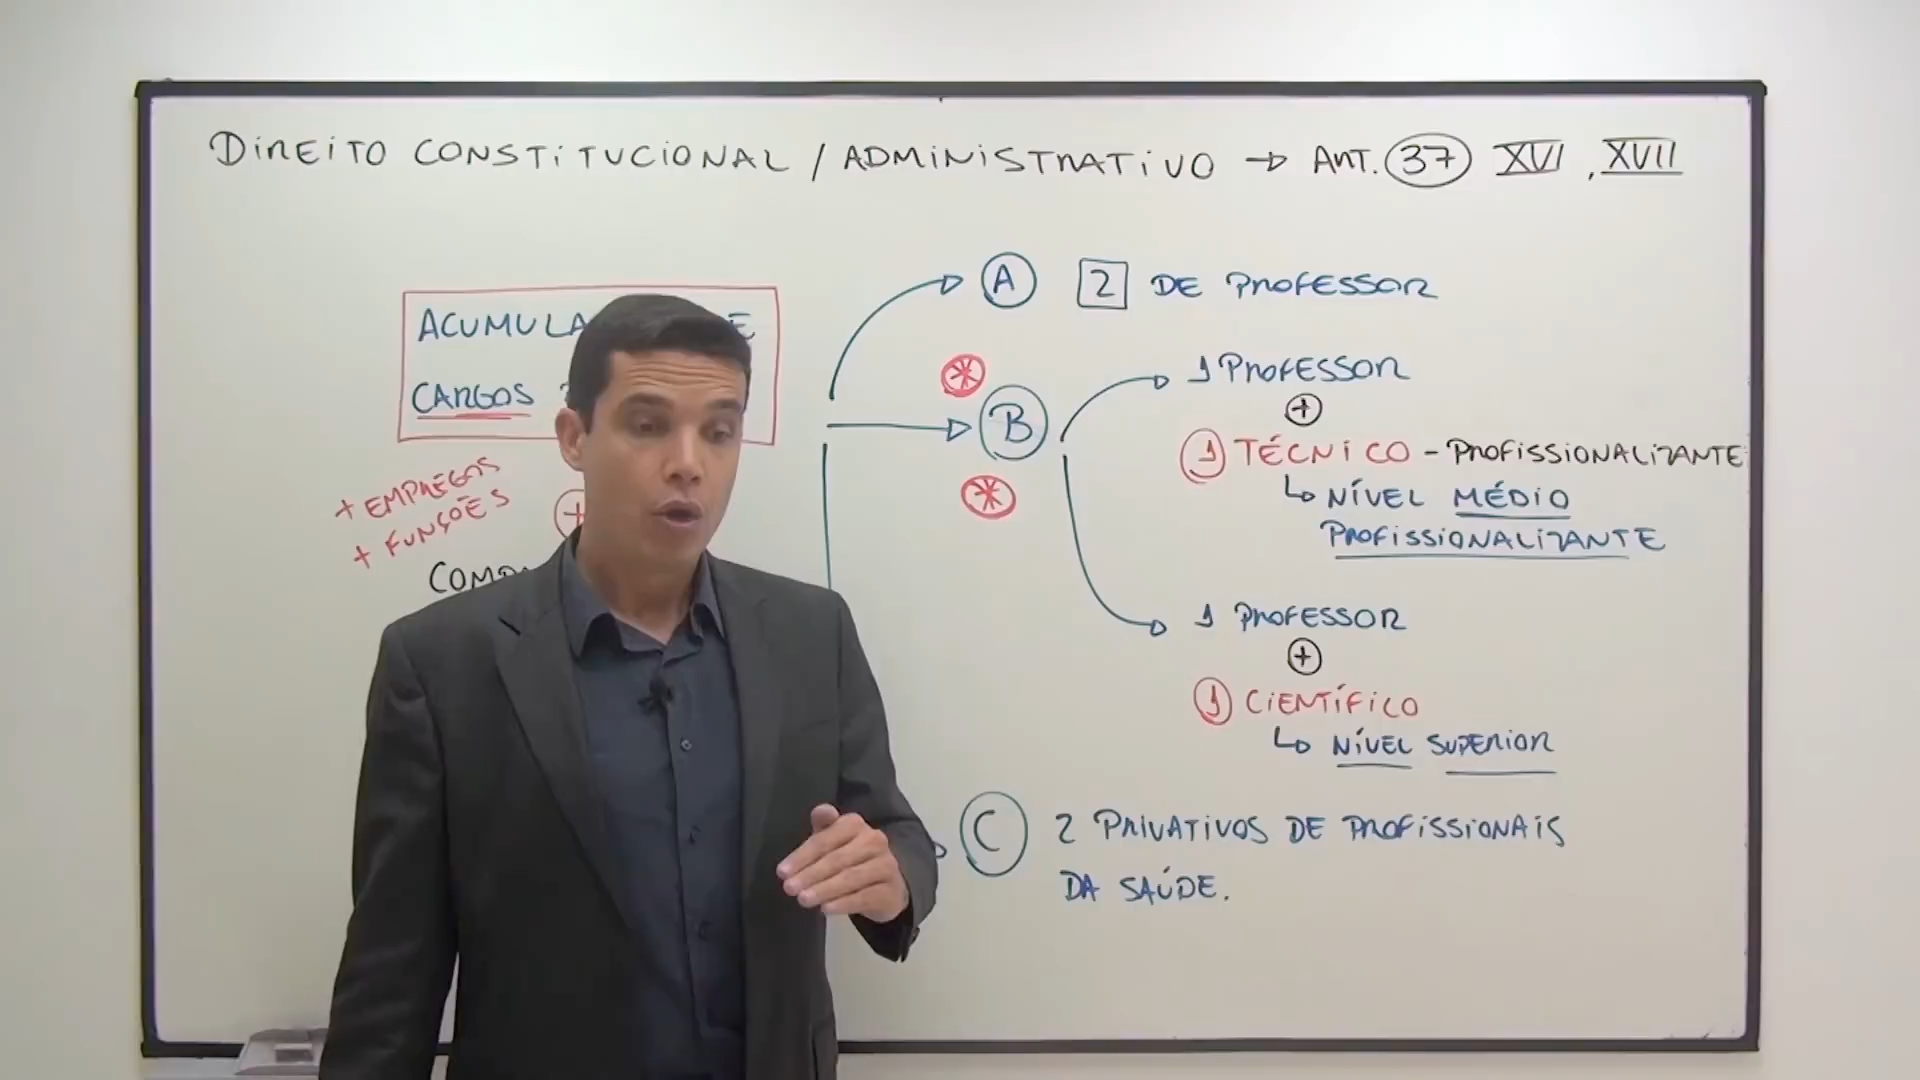 DIREITO CONSTITUCIONAL / ADMINISTRATIVO → ART. 37 XVI, XVII
ACUMULA E
CARGOS
+ EMPREGOS
+ FUNÇÕES
+
A 2 DE PROFESSOR
* B *
1 PROFESSOR
+
1 TÉCNICO - PROFISSIONALIZANTE
↳ NÍVEL MÉDIO
PROFISSIONALIZANTE
1 PROFESSOR
+
1 CIENTÍFICO
↳ NÍVEL SUPERIOR
C 2 PRIVATIVOS DE PROFISSIONAIS
DA SAÚDE.